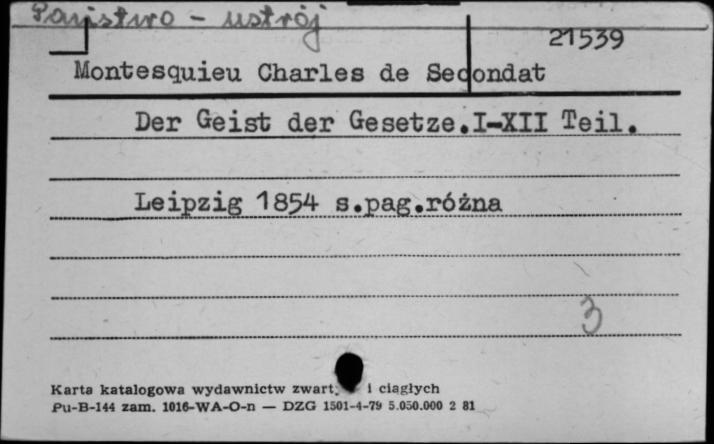 Państwo - ustrój
21539
Montesquieu Charles de Secondat
Der Geist der Gesetze.I-XII Teil.
Leipzig 1854 s.pag.różna
3
Karta katalogowa wydawnictw zwart. i ciągłych
Pu-B-144 zam. 1016-WA-O-n — DZG 1501-4-79 5.050.000 2 81